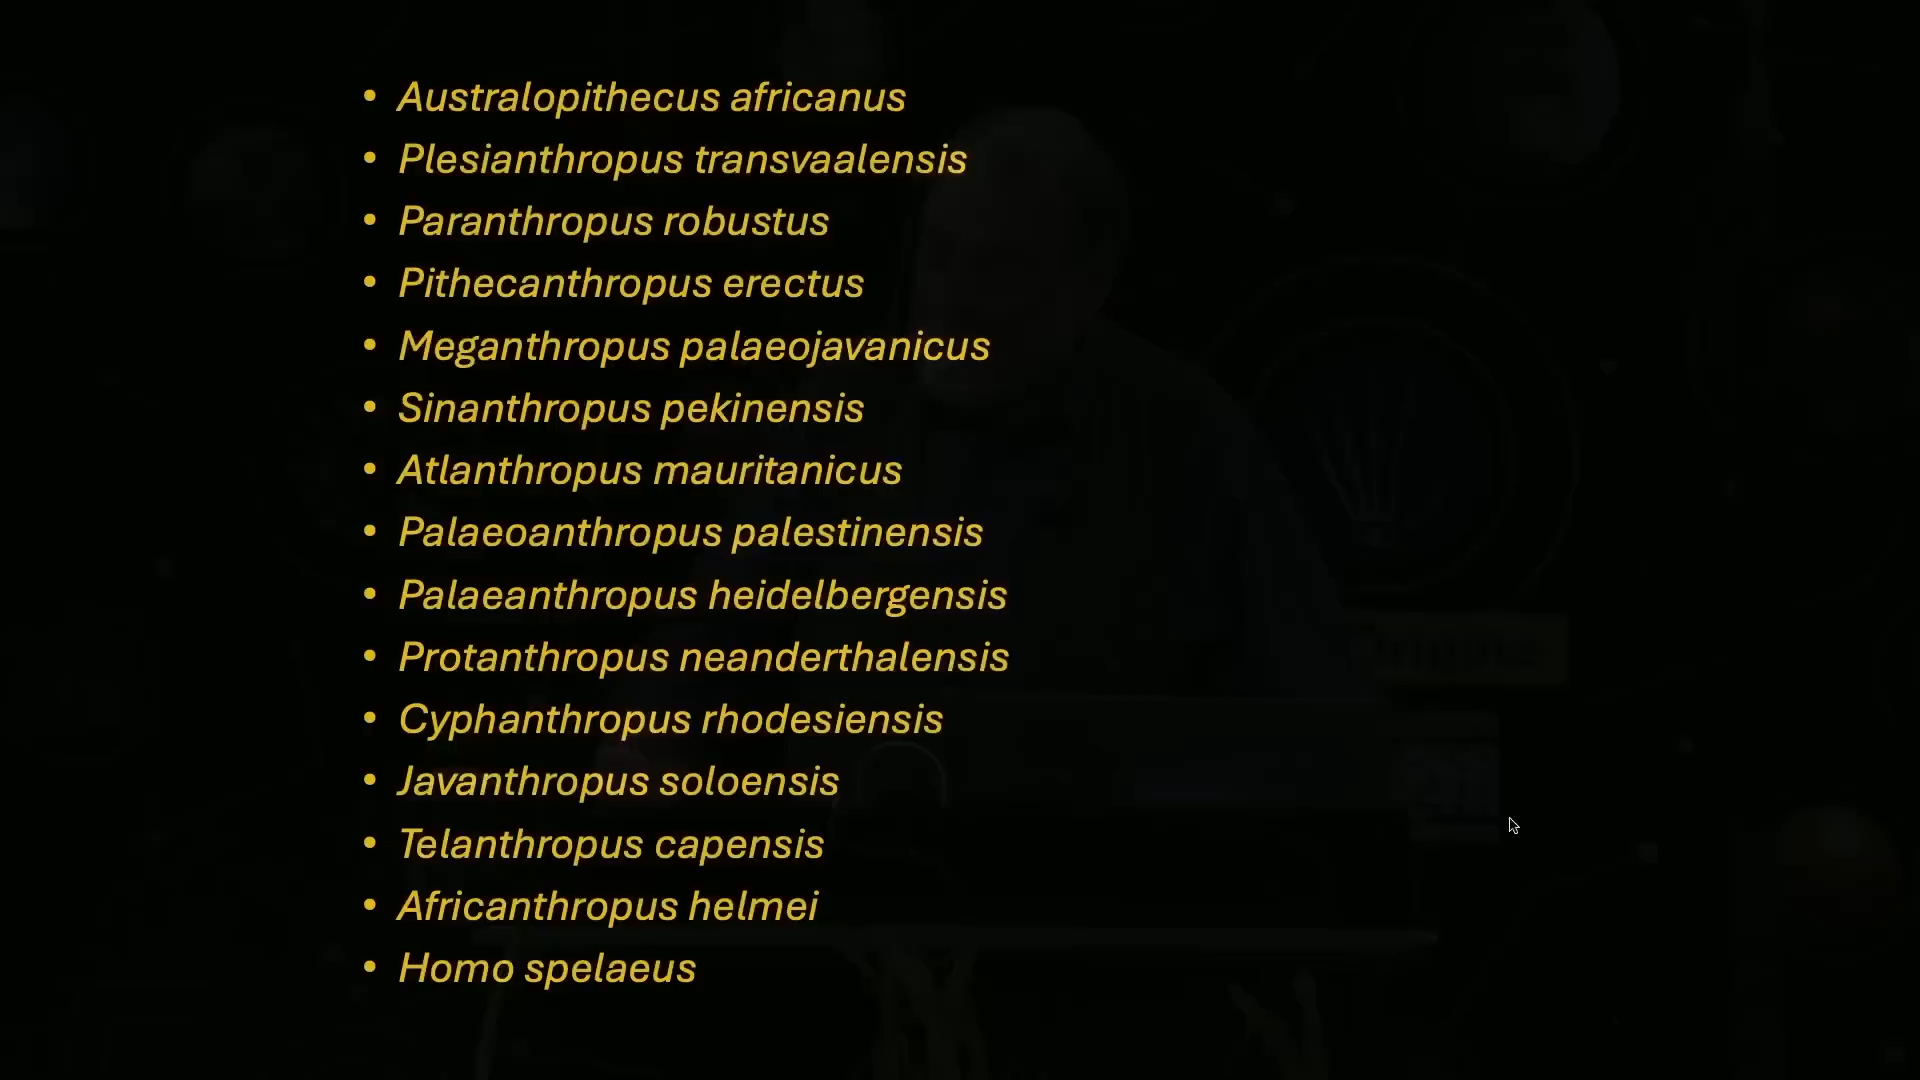 • Australopithecus africanus
• Plesianthropus transvaalensis
• Paranthropus robustus
• Pithecanthropus erectus
• Meganthropus palaeojavanicus
• Sinanthropus pekinensis
• Atlanthropus mauritanicus
• Palaeoanthropus palestinensis
• Palaeanthropus heidelbergensis
• Protanthropus neanderthalensis
• Cyphanthropus rhodesiensis
• Javanthropus soloensis
• Telanthropus capensis
• Africanthropus helmei
• Homo spelaeus